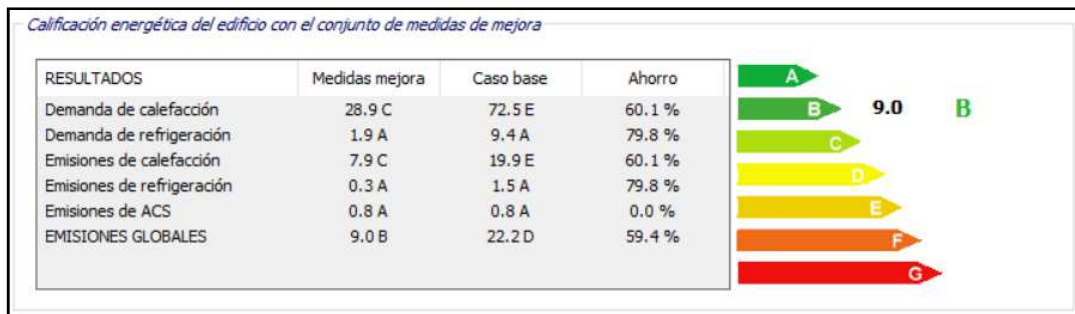 Calificación energética del edificio con el conjunto de medidas de mejora
RESULTADOS Medidas mejora Caso base Ahorro
Demanda de calefacción 28.9 C 72.5 E 60.1 %
Demanda de refrigeración 1.9 A 9.4 A 79.8 %
Emisiones de calefacción 7.9 C 19.9 E 60.1 %
Emisiones de refrigeración 0.3 A 1.5 A 79.8 %
Emisiones de ACS 0.8 A 0.8 A 0.0 %
EMISIONES GLOBALES 9.0 B 22.2 D 59.4 %
A
B 9.0 B
C
D
E
F
G